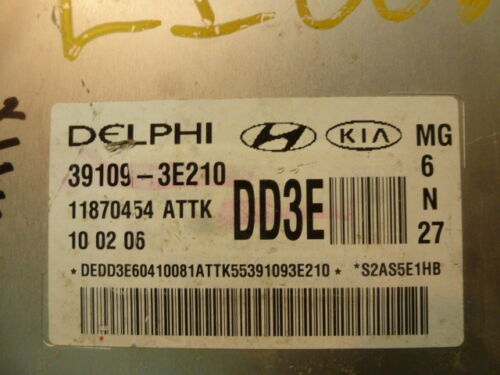 DELPHI KIA MG
39109-3E210 6
11870454 ATTK DD3E N
10 02 06 27
*DEDD3E60410081ATTK55391093E210* *S2AS5E1HB